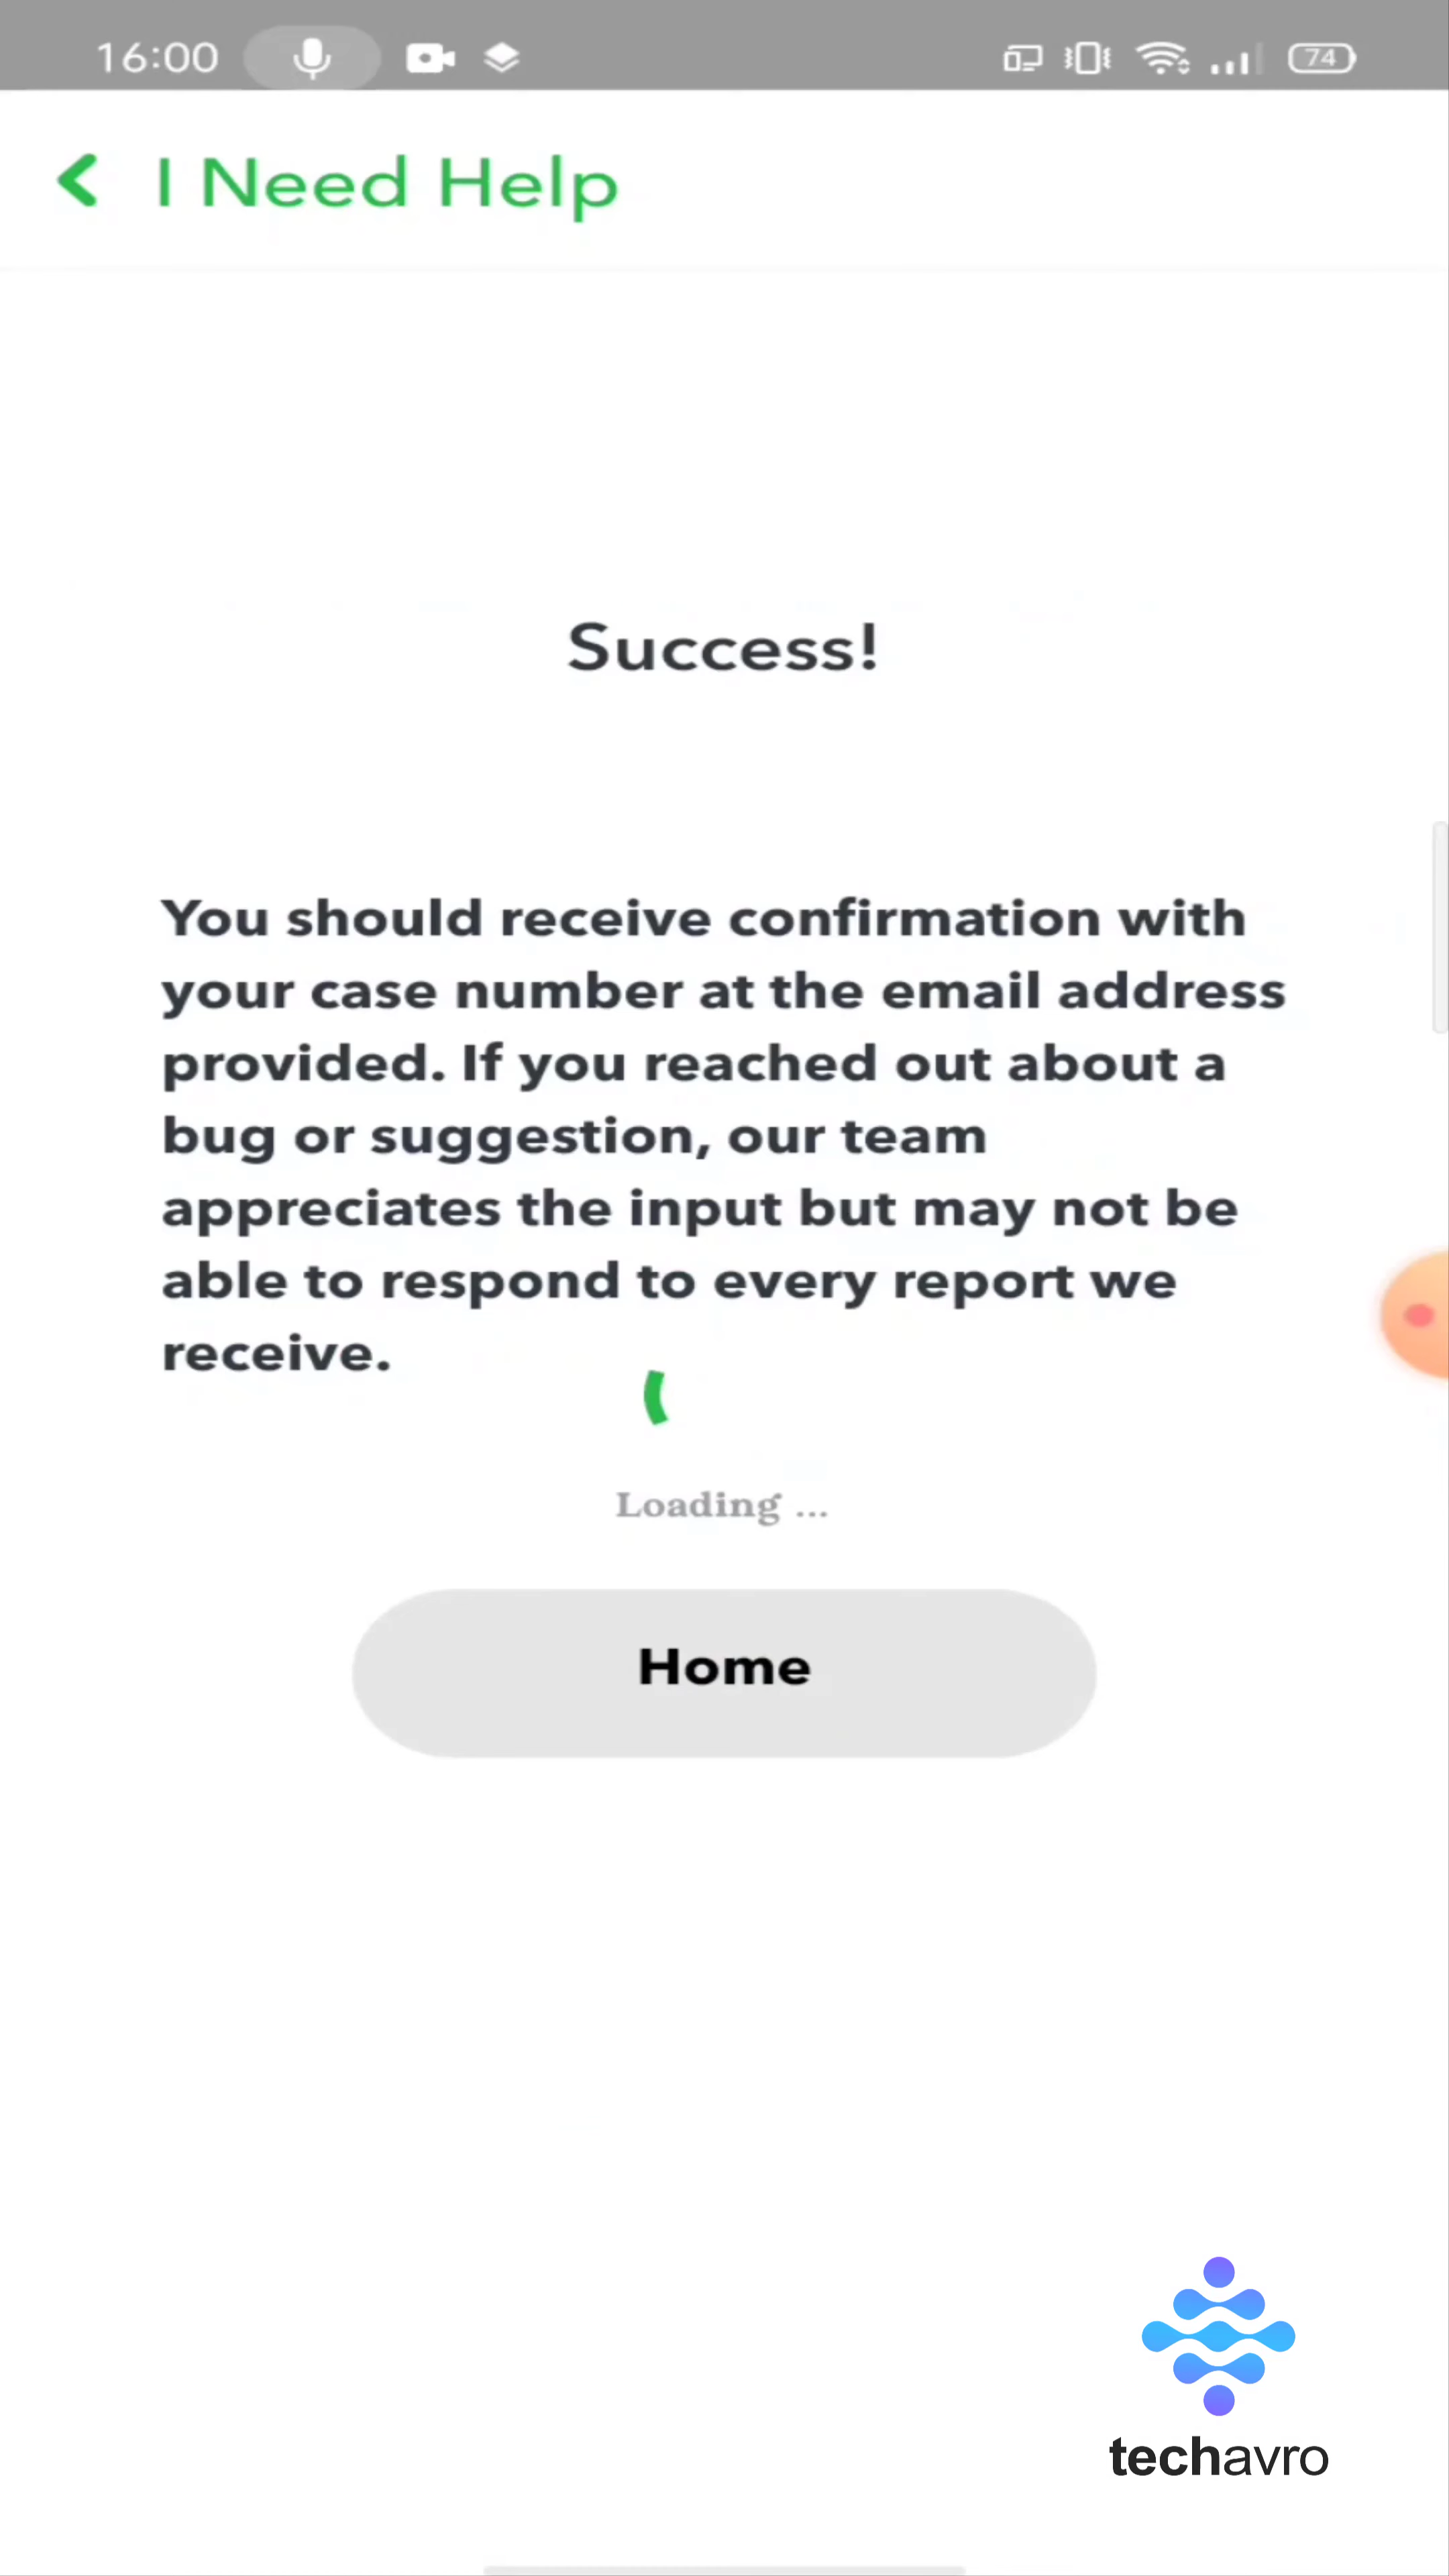 16:00
74
I Need Help
Success!
You should receive confirmation with
your case number at the email address
provided. If you reached out about a
bug or suggestion, our team
appreciates the input but may not be
able to respond to every report we
receive.
Loading ...
Home
techavro